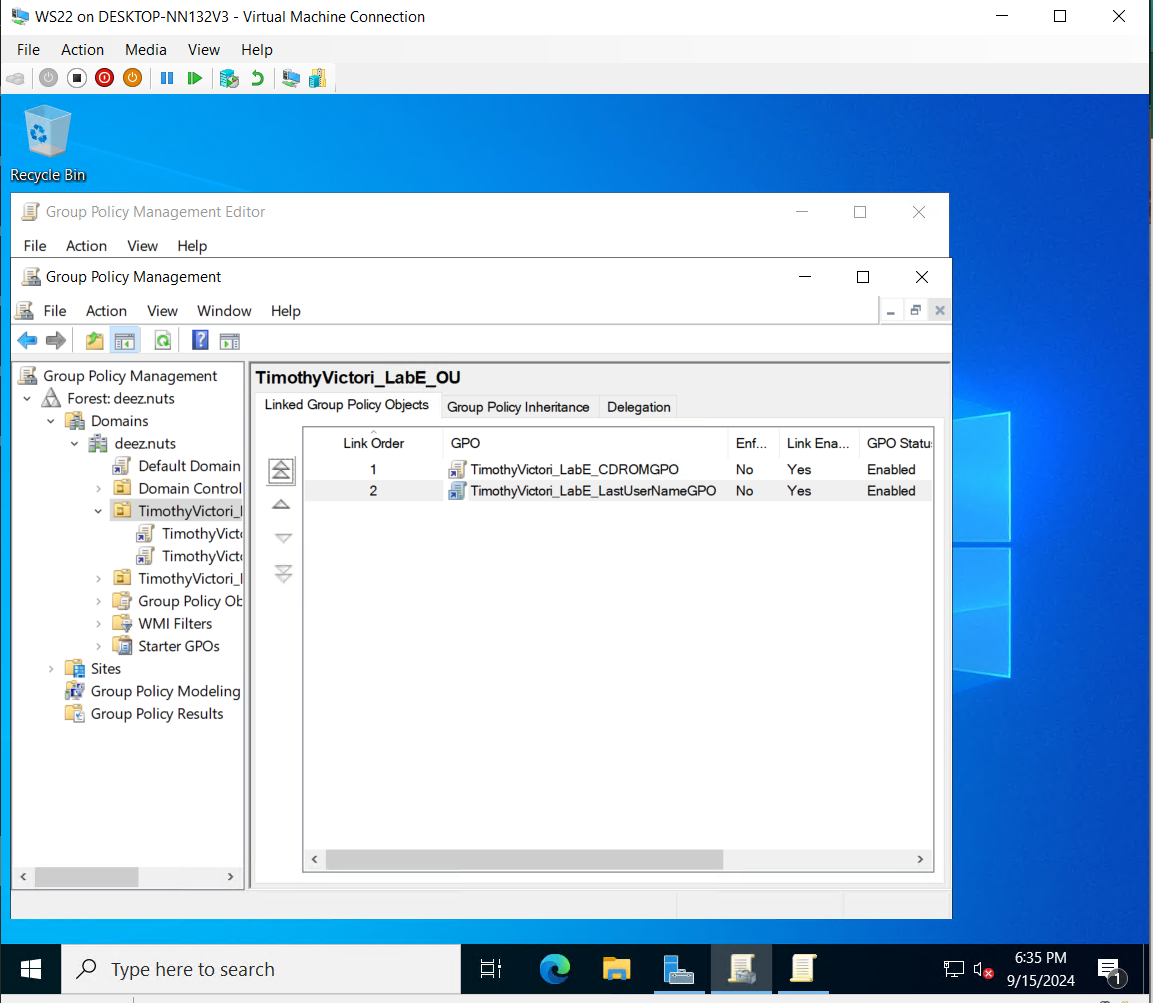 WS22 on DESKTOP-NN132V3 - Virtual Machine Connection
File Action Media View Help
Recycle Bin
Group Policy Management Editor
File Action View Help
Group Policy Management
File Action View Window Help
Group Policy Management
Forest: deez.nuts
Domains
deez.nuts
Default Domain
Domain Control
TimothyVictori_l
TimothyVict
TimothyVict
TimothyVictori_l
Group Policy Ob
WMI Filters
Starter GPOs
Sites
Group Policy Modeling
Group Policy Results
TimothyVictori_LabE_OU
Linked Group Policy Objects Group Policy Inheritance Delegation
Link Order GPO Enf... Link Ena... GPO Status
1 TimothyVictori_LabE_CDROMGPO No Yes Enabled
2 TimothyVictori_LabE_LastUserNameGPO No Yes Enabled
Type here to search
6:35 PM
9/15/2024
1